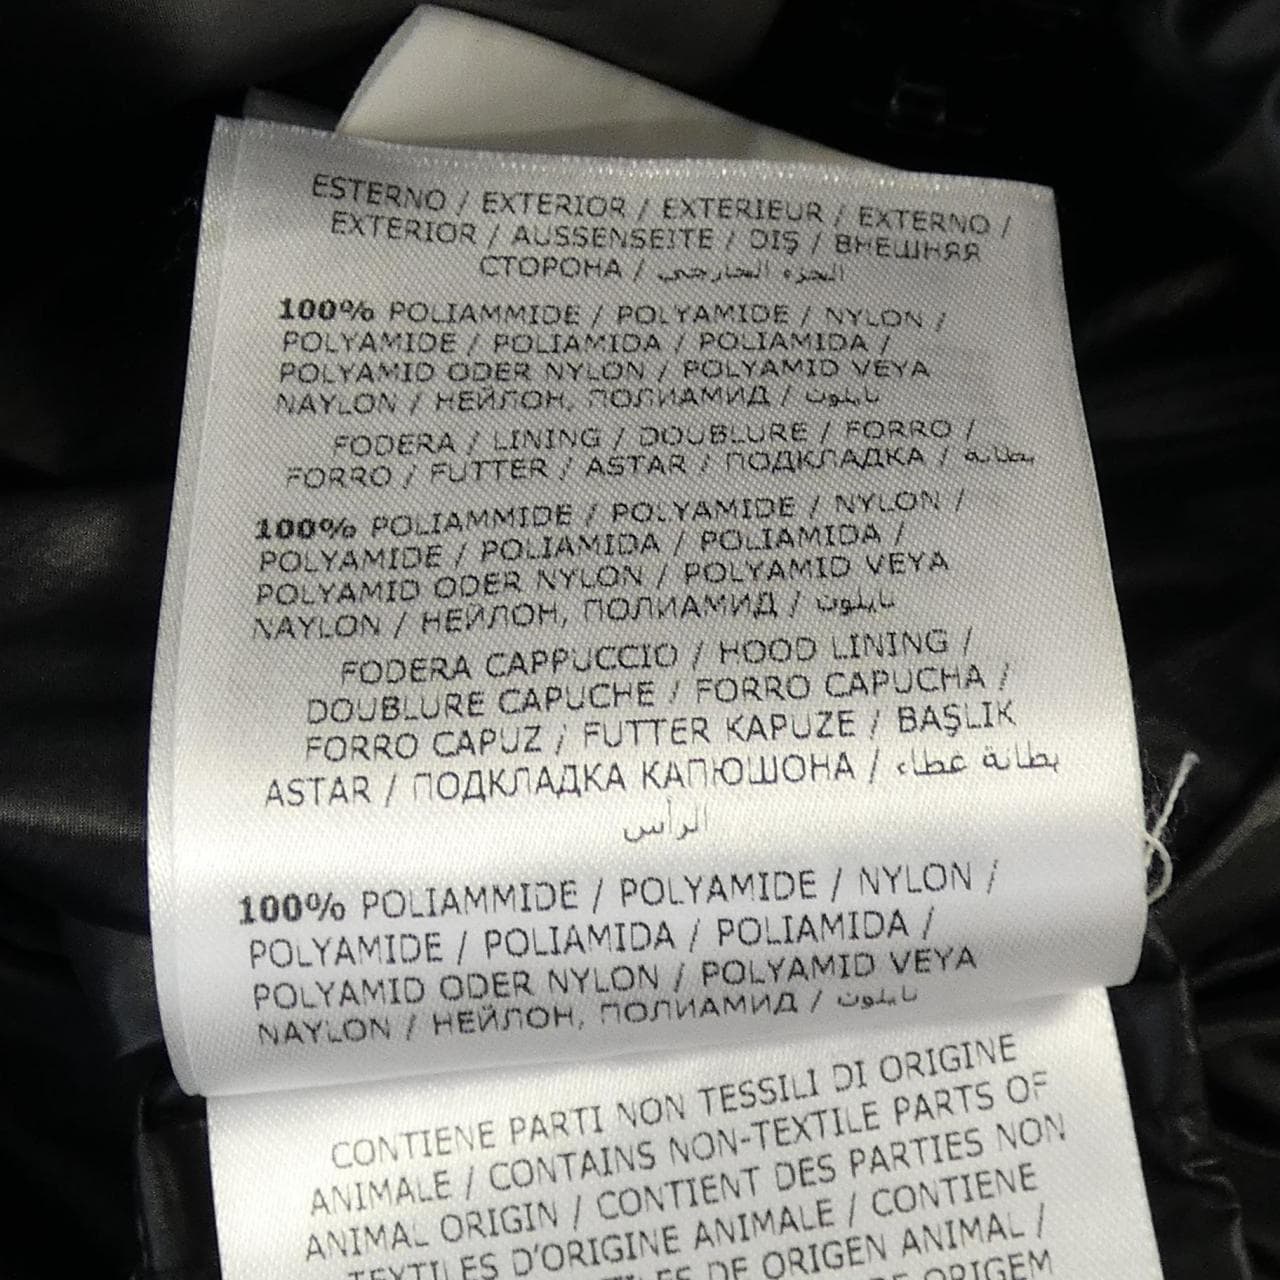 ESTERNO / EXTERIOR / EXTERIEUR / EXTERNO /
EXTERIOR / AUSSENSEITE / DIŞ / ВНЕШНЯЯ
СТОРОНА / الجزء الخارجي
100% POLIAMMIDE / POLYAMIDE / NYLON /
POLYAMIDE / POLIAMIDA / POLIAMIDA /
POLYAMID ODER NYLON / POLYAMID VEYA
NAYLON / НЕЙЛОН, ПОЛИАМИД / نايلون
FODERA / LINING / DOUBLURE / FORRO /
FORRO / FUTTER / ASTAR / ПОДКЛАДКА / بطانة
100% POLIAMMIDE / POLYAMIDE / NYLON /
POLYAMIDE / POLIAMIDA / POLIAMIDA /
POLYAMID ODER NYLON / POLYAMID VEYA
NAYLON / НЕЙЛОН, ПОЛИАМИД / نايلون
FODERA CAPPUCCIO / HOOD LINING /
DOUBLURE CAPUCHE / FORRO CAPUCHA /
FORRO CAPUZ / FUTTER KAPUZE / BAŞLIK
ASTAR / ПОДКЛАДКА КАПЮШОНА / بطانة غطاء
الرأس
100% POLIAMMIDE / POLYAMIDE / NYLON /
POLYAMIDE / POLIAMIDA / POLIAMIDA /
POLYAMID ODER NYLON / POLYAMID VEYA
NAYLON / НЕЙЛОН, ПОЛИАМИД / نايلون
CONTIENE PARTI NON TESSILI DI ORIGINE
ANIMALE / CONTAINS NON-TEXTILE PARTS OF
ANIMAL ORIGIN / CONTIENT DES PARTIES NON
TEXTILES D'ORIGINE ANIMALE / CONTIENE
DE ORIGEN ANIMAL /
ORIGEM